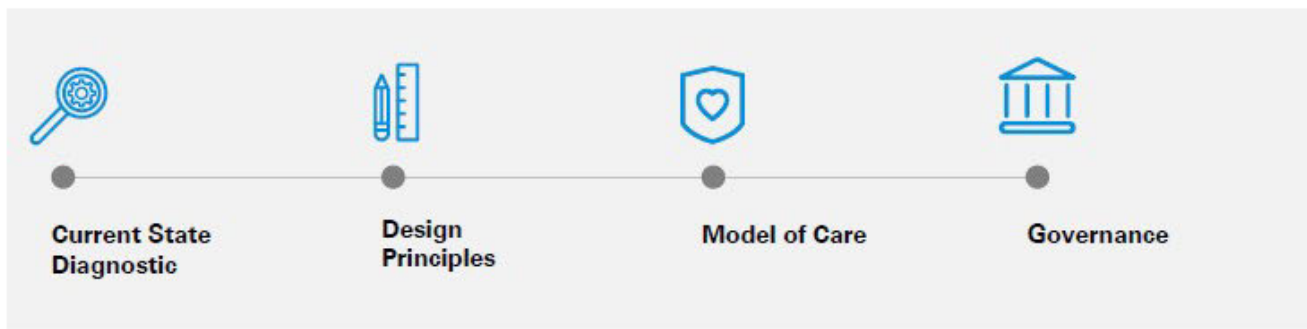 Current State
Diagnostic
Design
Principles
Model of Care
Governance